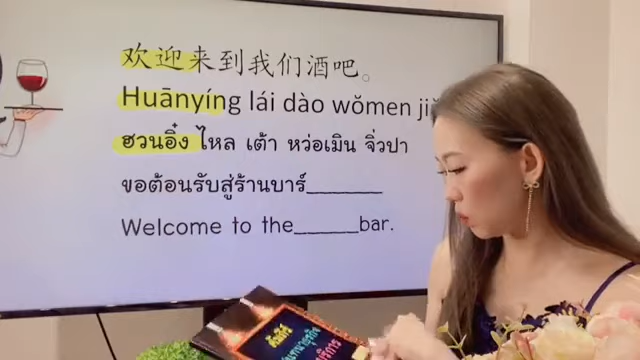 欢迎来到我们酒吧。
Huānyíng lái dào wǒmen ji
ฮวนอิ๋ง ไหล เต้า หว่อเมิน จิ่วปา
ขอต้อนรับสู่ร้านบาร์________
Welcome to the______bar.